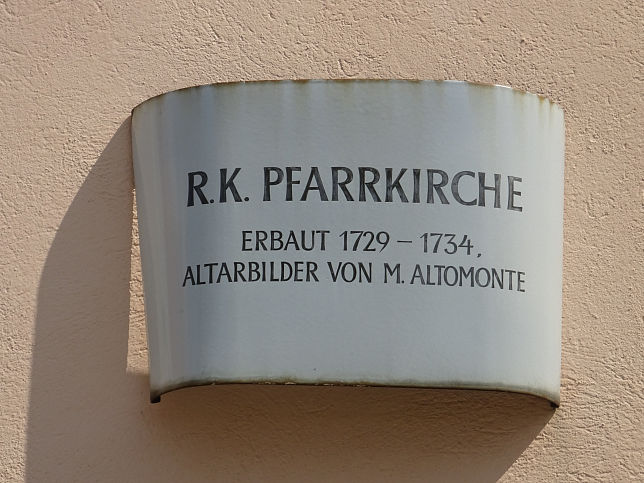 R.K. PFARRKIRCHE
ERBAUT 1729 – 1734,
ALTARBILDER VON M. ALTOMONTE